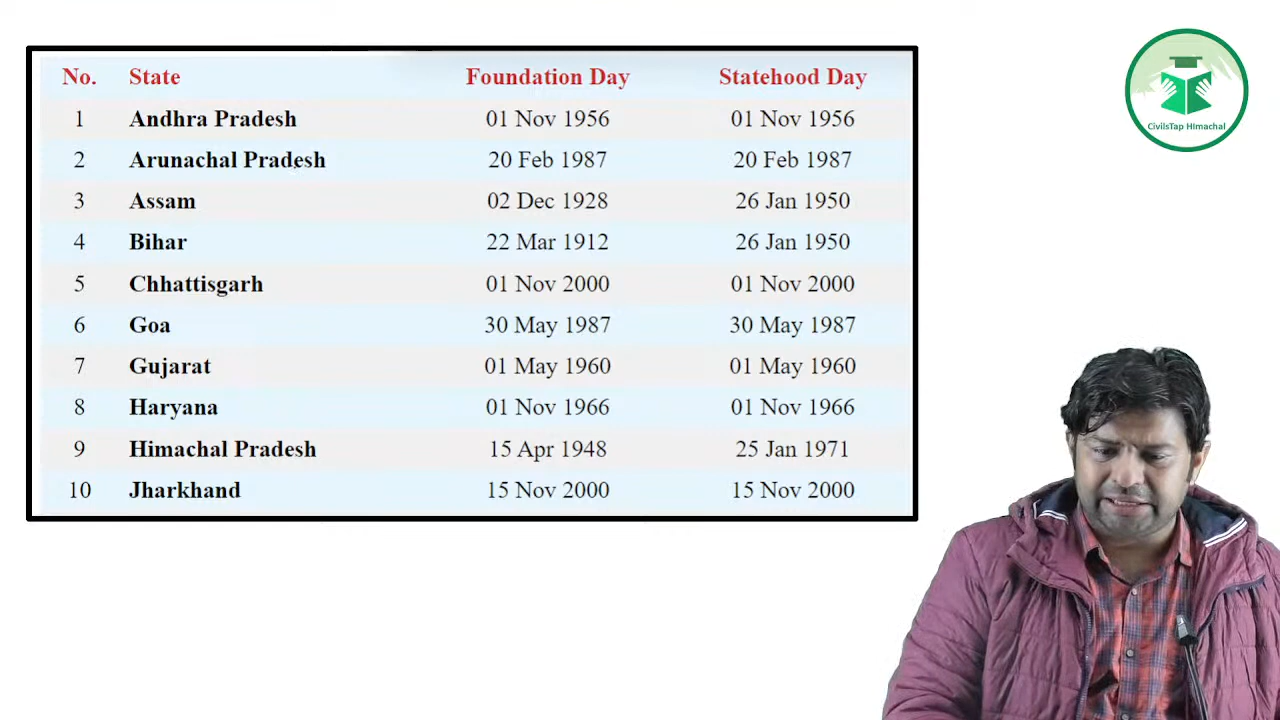 No. State Foundation Day Statehood Day
1 Andhra Pradesh 01 Nov 1956 01 Nov 1956
2 Arunachal Pradesh 20 Feb 1987 20 Feb 1987
3 Assam 02 Dec 1928 26 Jan 1950
4 Bihar 22 Mar 1912 26 Jan 1950
5 Chhattisgarh 01 Nov 2000 01 Nov 2000
6 Goa 30 May 1987 30 May 1987
7 Gujarat 01 May 1960 01 May 1960
8 Haryana 01 Nov 1966 01 Nov 1966
9 Himachal Pradesh 15 Apr 1948 25 Jan 1971
10 Jharkhand 15 Nov 2000 15 Nov 2000
CivilsTap Himachal